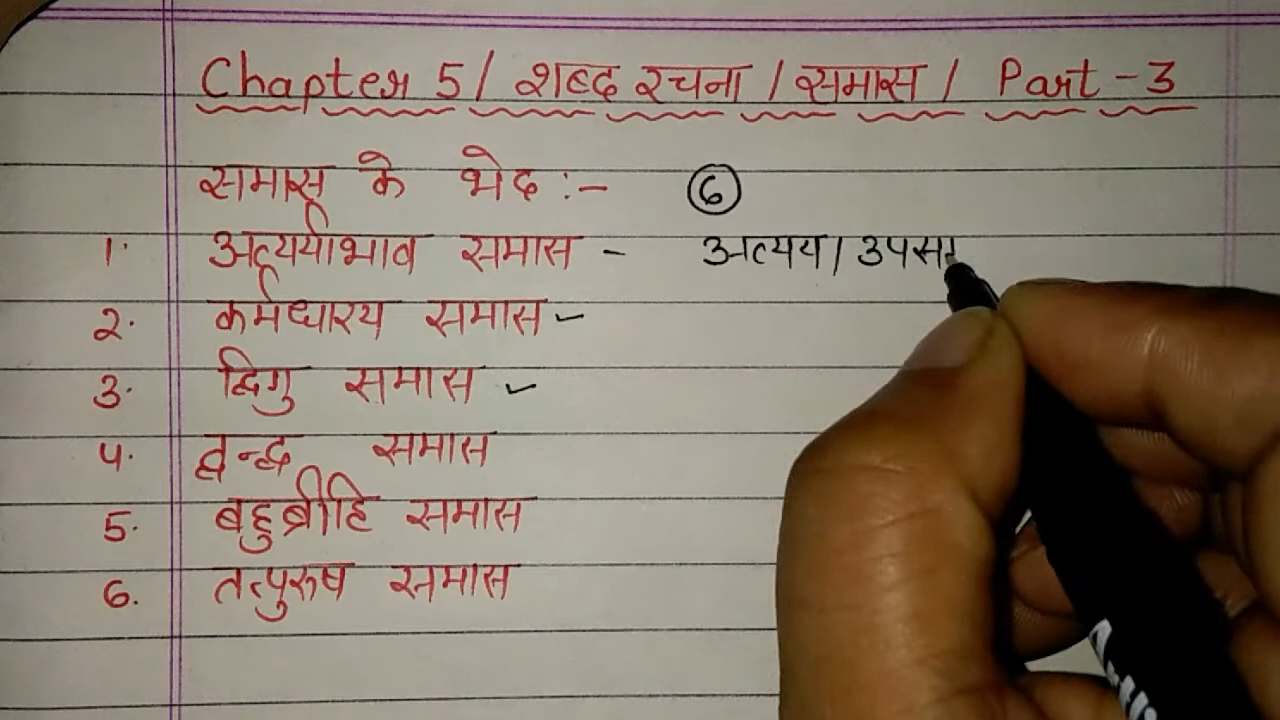 Chapter 5 / शब्द रचना / समास / Part - 3
समास के भेद :- 6
1. अव्ययीभाव समास - अव्यय / उपस
2. कर्मधारय समास -
3. द्विगु समास -
4. द्वन्द्व समास
5. बहुब्रीहि समास
6. तत्पुरुष समास